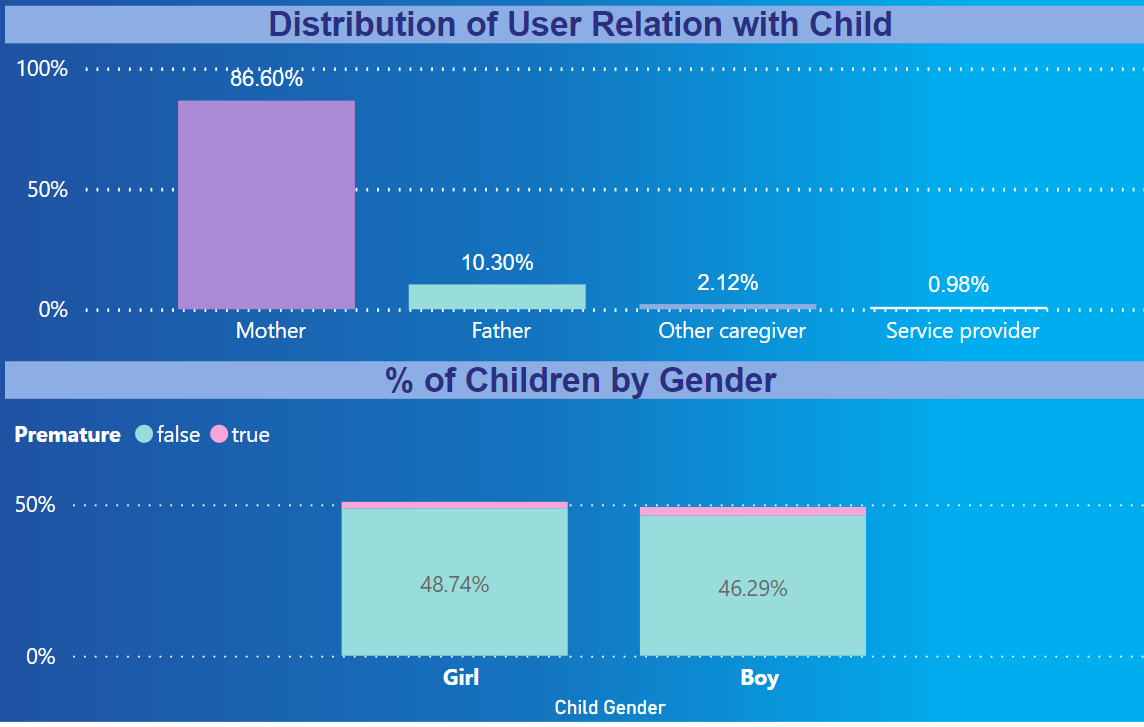 Distribution of User Relation with Child
100%
86.60%
50%
10.30%
2.12%
0.98%
0%
Mother Father Other caregiver Service provider
% of Children by Gender
Premature false true
50%
48.74% 46.29%
0%
Girl Boy
Child Gender